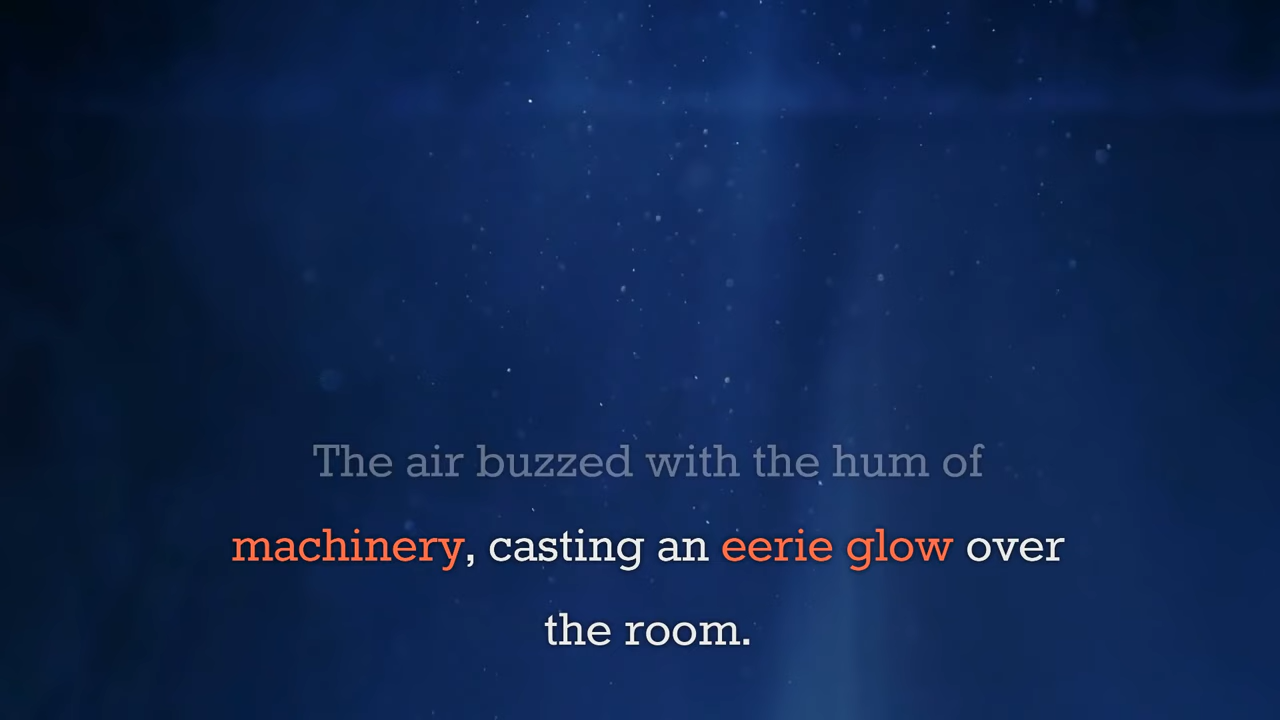 The air buzzed with the hum of
machinery, casting an eerie glow over
the room.